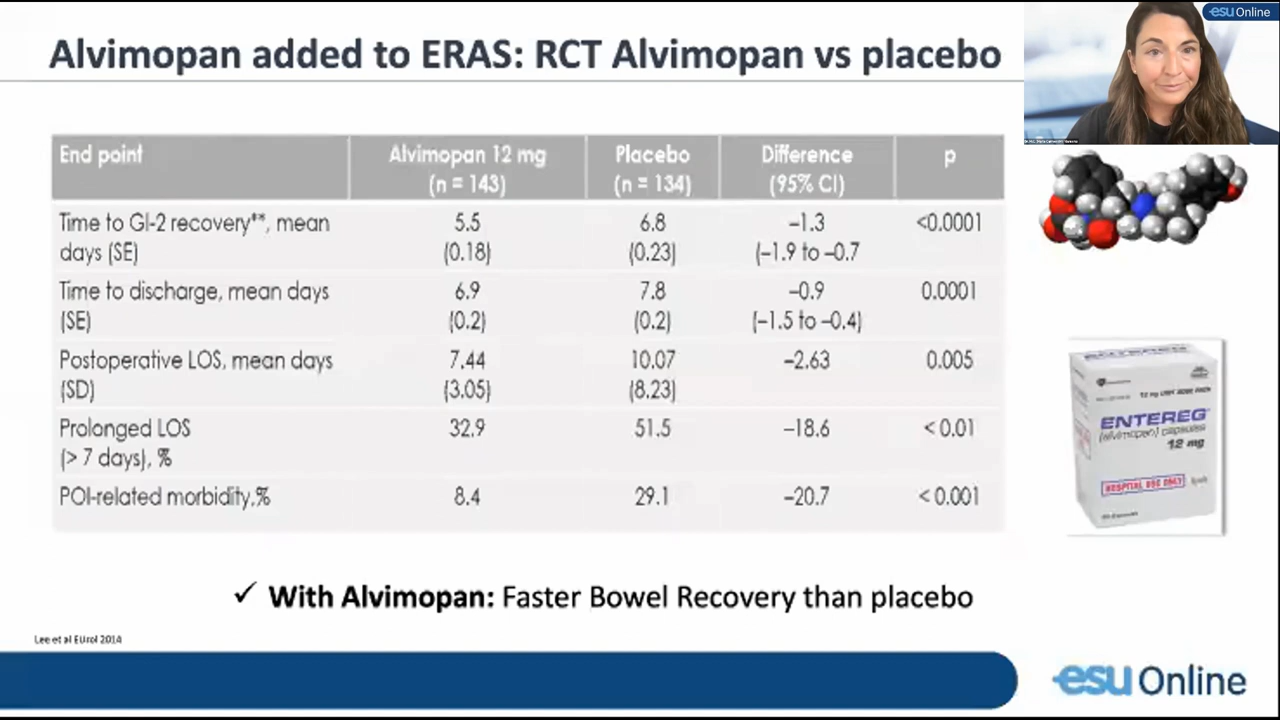 Alvimopan added to ERAS: RCT Alvimopan vs placebo
esu Online
End point
Alvimopan 12 mg
(n = 143)
Placebo
(n = 134)
Difference
(95% CI)
p
Time to GI-2 recovery**, mean
days (SE)
5.5
(0.18)
6.8
(0.23)
–1.3
(–1.9 to –0.7
<0.0001
Time to discharge, mean days
(SE)
6.9
(0.2)
7.8
(0.2)
–0.9
(–1.5 to –0.4)
0.0001
Postoperative LOS, mean days
(SD)
7.44
(3.05)
10.07
(8.23)
–2.63
0.005
Prolonged LOS
(> 7 days), %
32.9
51.5
–18.6
< 0.01
POI-related morbidity,%
8.4
29.1
–20.7
< 0.001
ENTEREG
(alvimopan) capsules
12 mg
HOSPITAL USE ONLY
✓ With Alvimopan: Faster Bowel Recovery than placebo
Lee et al EUrol 2014
esu Online